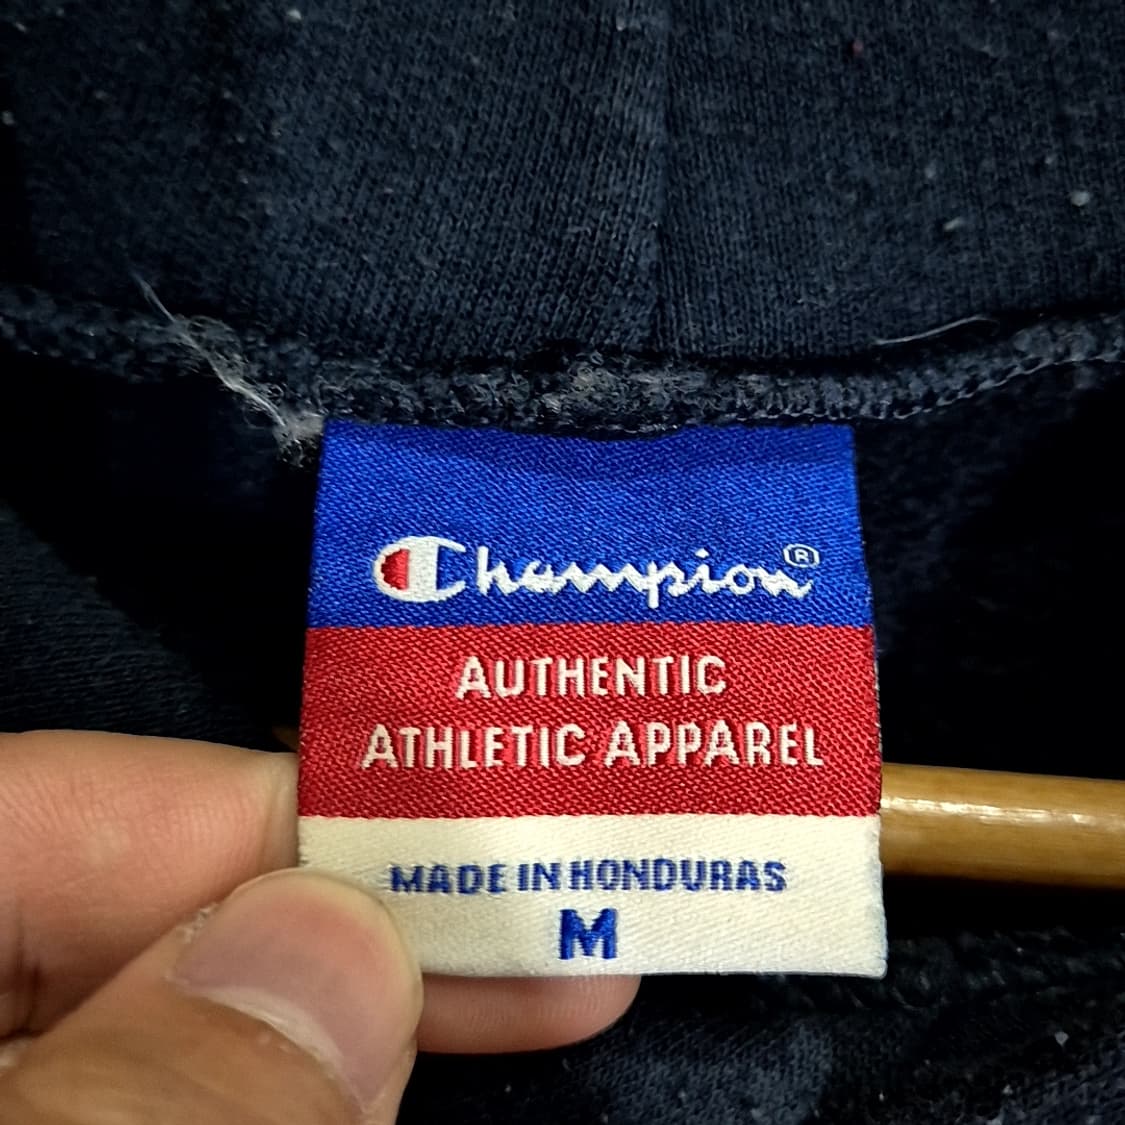 Champion®
AUTHENTIC
ATHLETIC APPAREL
MADE IN HONDURAS
M